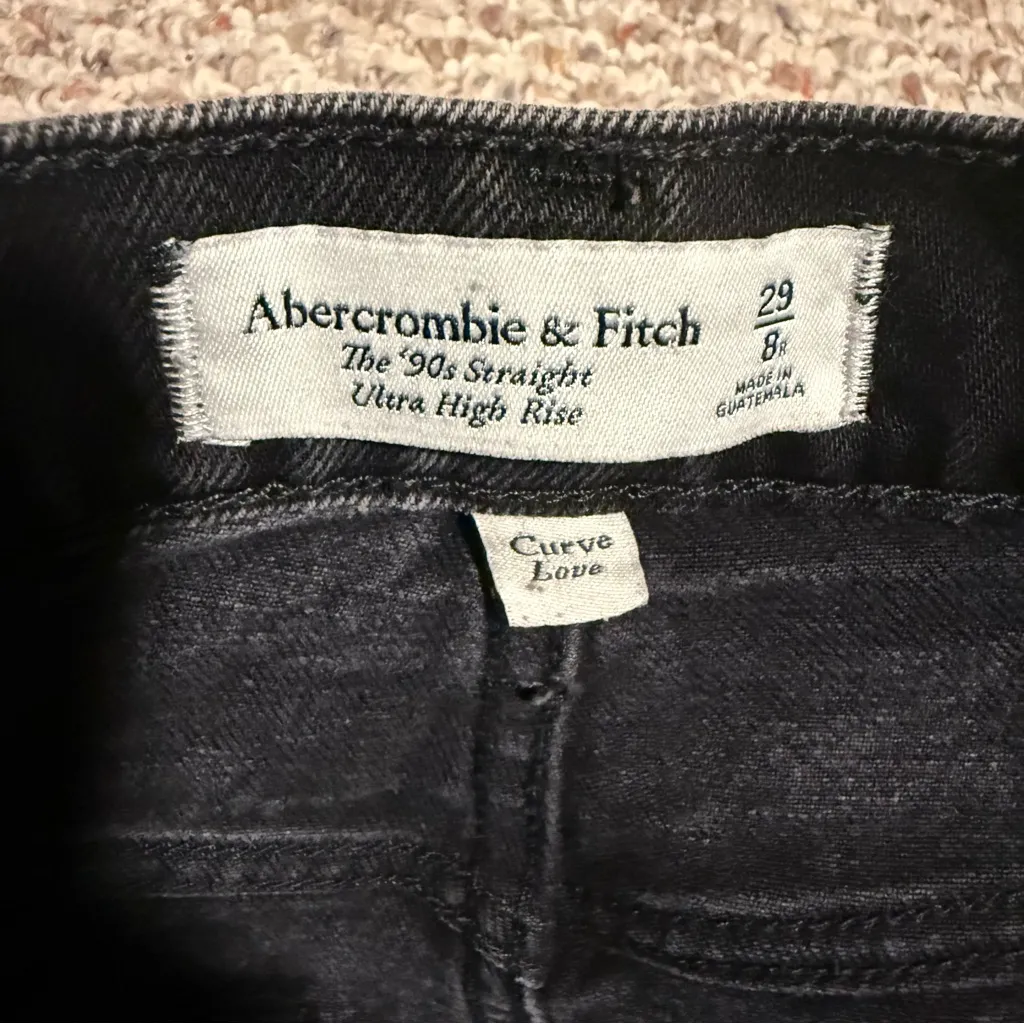 Abercrombie & Fitch
The '90s Straight
Ultra High Rise
29
8R
MADE IN
GUATEMALA
Curve
Love